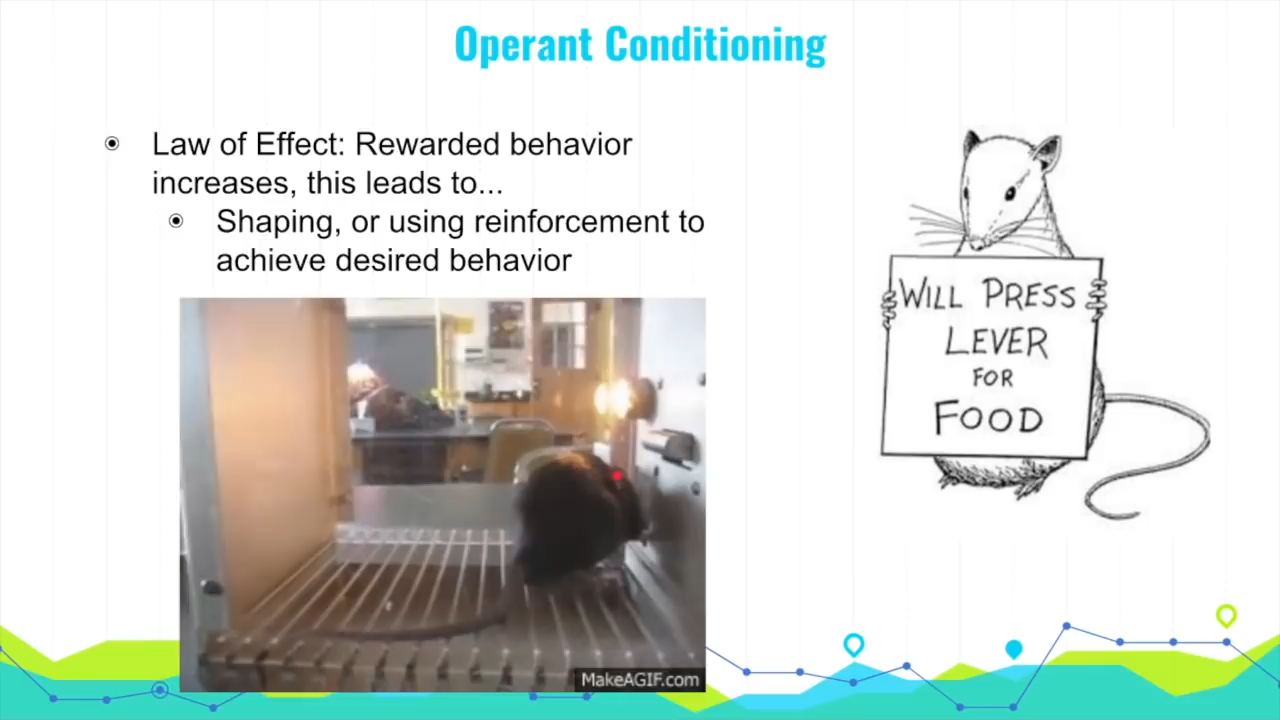 Operant Conditioning
Law of Effect: Rewarded behavior
increases, this leads to...
Shaping, or using reinforcement to
achieve desired behavior
WILL PRESS
LEVER
FOR
FOOD
MakeAGIF.com